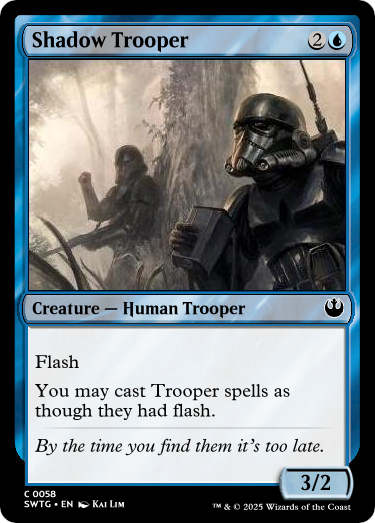 Shadow Trooper
2
Creature — Human Trooper
Flash
You may cast Trooper spells as
though they had flash.
By the time you find them it's too late.
3/2
C 0058
SWTG • EN Kai Lim
™ & © 2025 Wizards of the Coast